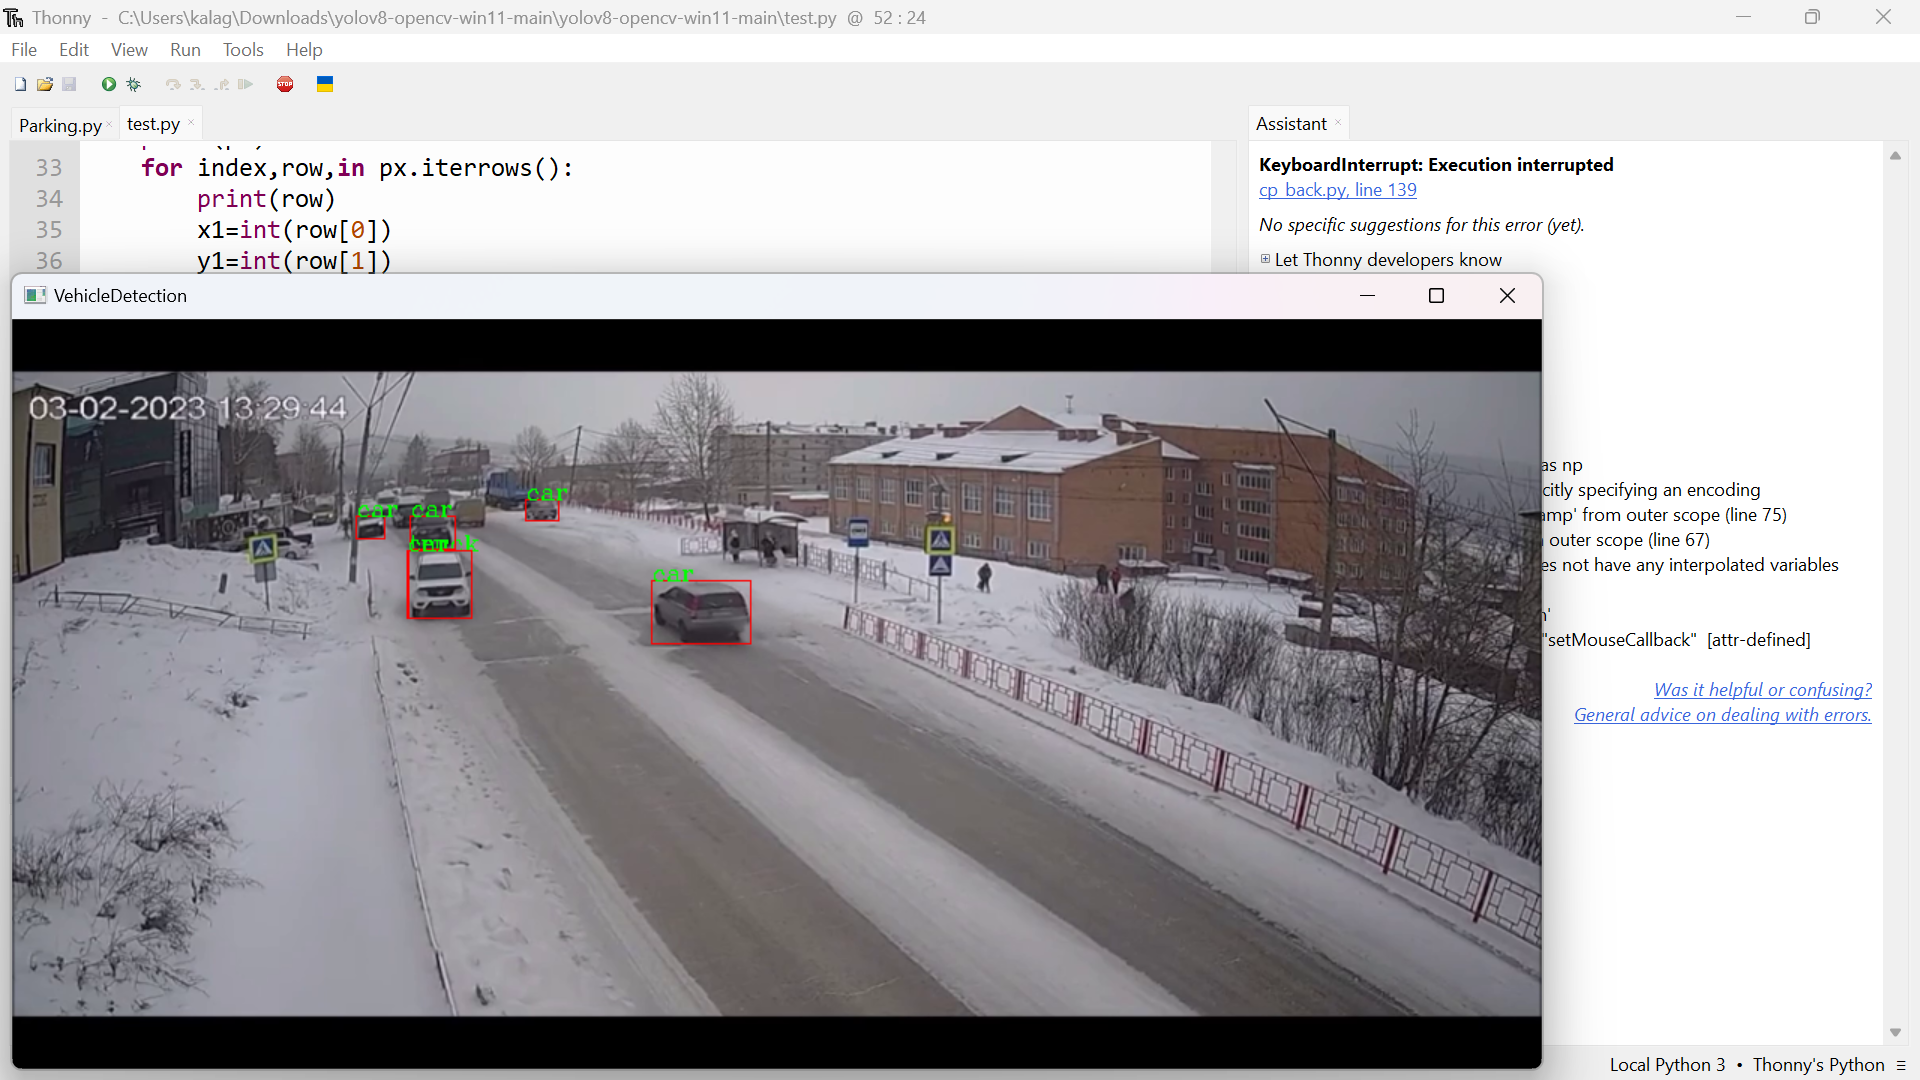 Thonny - C:\Users\kalag\Downloads\yolov8-opencv-win11-main\yolov8-opencv-win11-main\test.py @ 52 : 24
File Edit View Run Tools Help
STOP
Parking.py test.py
33 for index,row,in px.iterrows():
34 print(row)
35 x1=int(row[0])
36 y1=int(row[1])
Assistant
KeyboardInterrupt: Execution interrupted
cp_back.py, line 139
No specific suggestions for this error (yet).
Let Thonny developers know
VehicleDetection
03-02-2023 13:29:44
car
car car
car
as np
citly specifying an encoding
amp' from outer scope (line 75)
outer scope (line 67)
es not have any interpolated variables
n'
"setMouseCallback" [attr-defined]
Was it helpful or confusing?
General advice on dealing with errors.
Local Python 3 • Thonny's Python